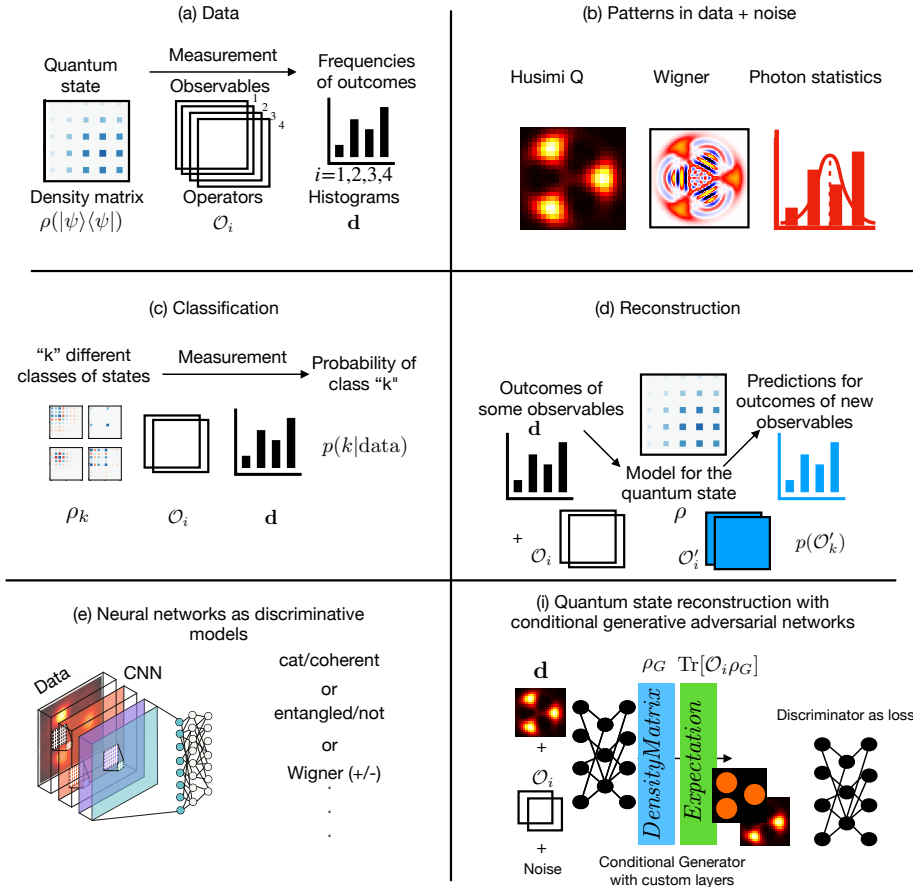 (a) Data
Measurement
Quantum
state
Observables
Frequencies
of outcomes
1
2
3
4
i=1,2,3,4
Density matrix
Operators
Histograms
ρ(|ψ⟩⟨ψ|)
𝒪ᵢ
d
(b) Patterns in data + noise
Husimi Q
Wigner
Photon statistics
(c) Classification
“k” different
classes of states
Measurement
Probability of
class “k"
p(k|data)
ρₖ
𝒪ᵢ
d
(d) Reconstruction
Outcomes of
some observables
d
Predictions for
outcomes of new
observables
Model for the
quantum state
ρ
+
𝒪ᵢ
𝒪′ᵢ
p(𝒪′ₖ)
(e) Neural networks as discriminative
models
Data
CNN
cat/coherent
or
entangled/not
or
Wigner (+/-)
.
.
.
(i) Quantum state reconstruction with
conditional generative adversarial networks
d
+
𝒪ᵢ
+
Noise
ρ_G
Tr[𝒪ᵢρ_G]
DensityMatrix
Expectation
Discriminator as loss
Conditional Generator
with custom layers